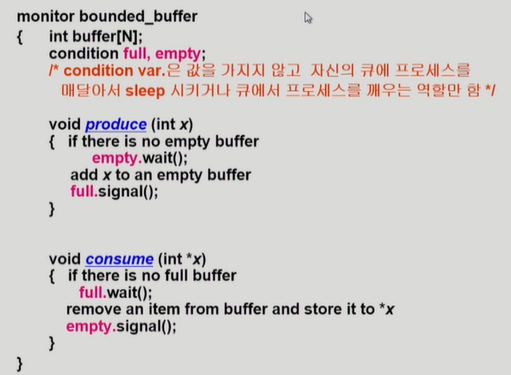 monitor bounded_buffer
{ int buffer[N];
condition full, empty;
/* condition var.은 값을 가지지 않고 자신의 큐에 프로세스를
매달아서 sleep 시키거나 큐에서 프로세스를 깨우는 역할만 함 */
void produce (int x)
{ if there is no empty buffer
empty.wait();
add x to an empty buffer
full.signal();
}
void consume (int *x)
{ if there is no full buffer
full.wait();
remove an item from buffer and store it to *x
empty.signal();
}
}